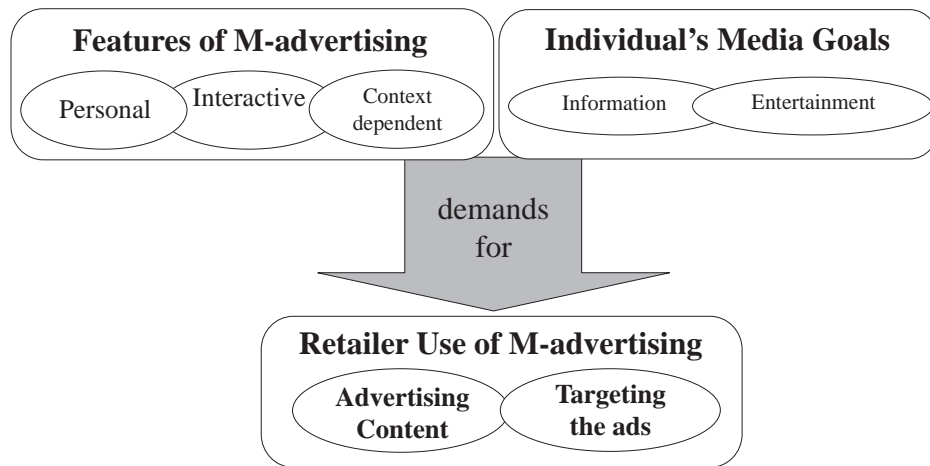 Features of M-advertising
Personal
Interactive
Context
dependent
Individual's Media Goals
Information
Entertainment
demands
for
Retailer Use of M-advertising
Advertising
Content
Targeting
the ads